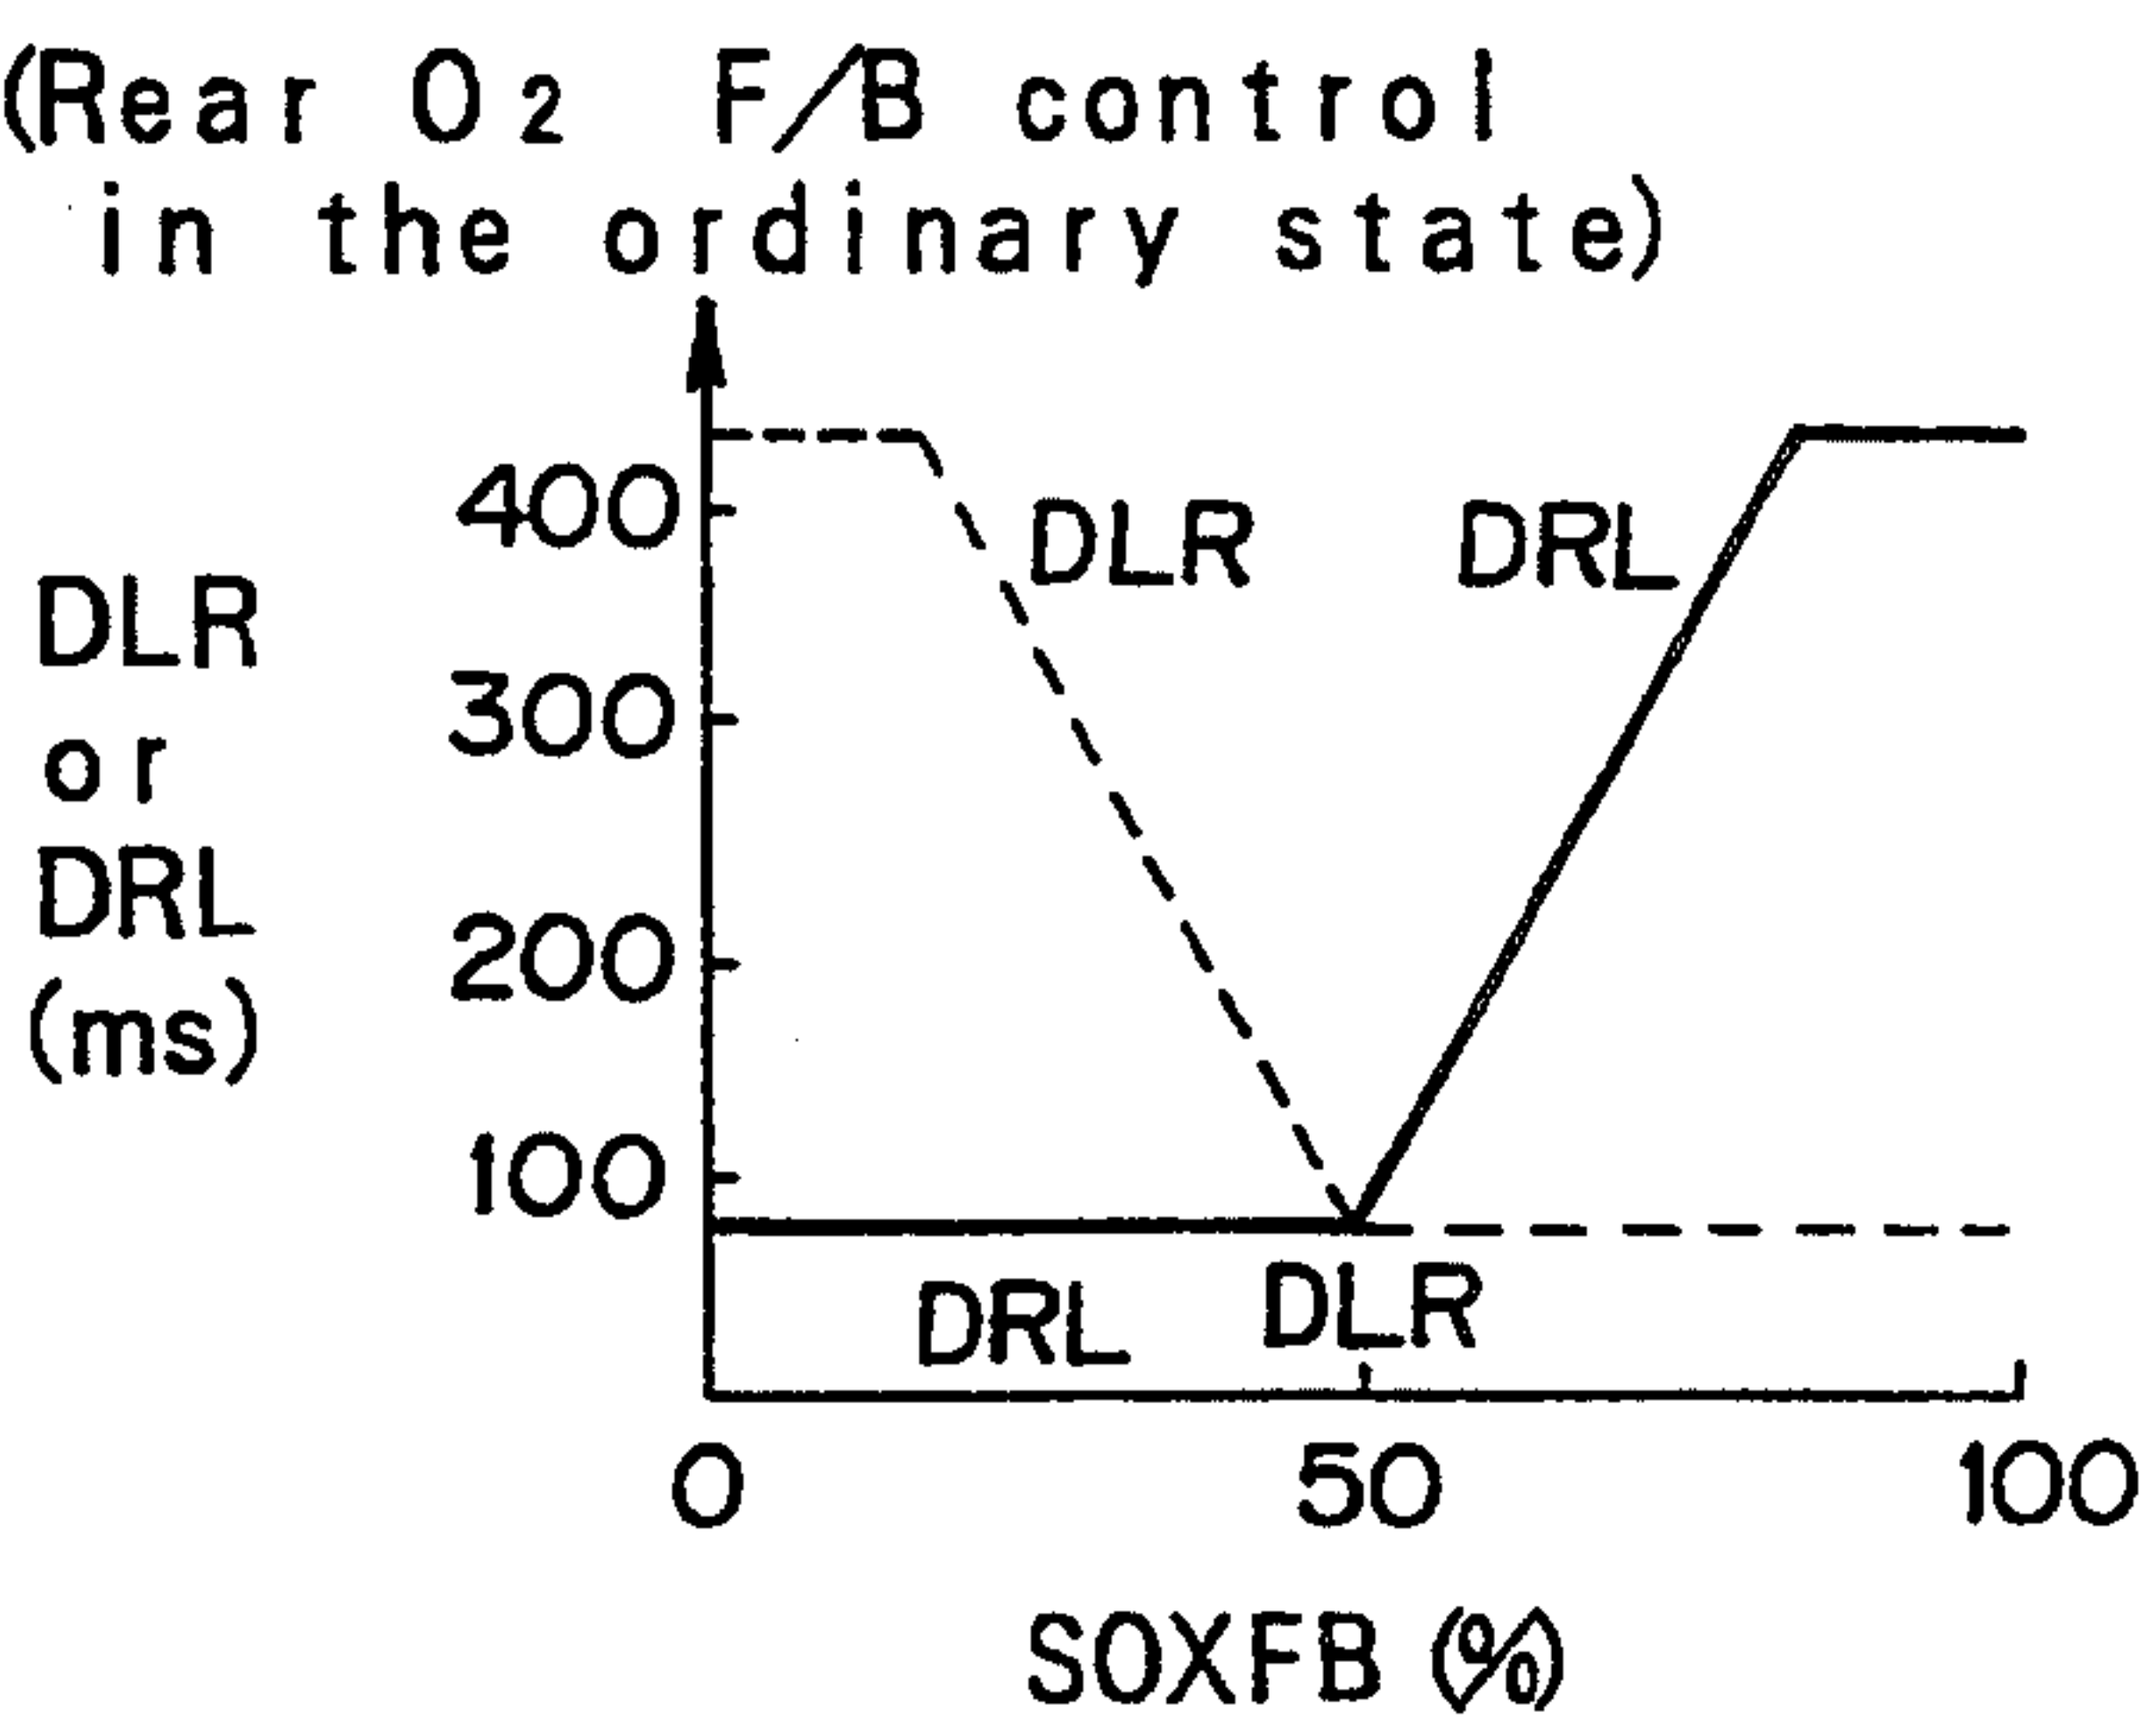 (Rear O₂ F/B control
in the ordinary state)
400
DLR DRL
DLR
or
DRL
(ms)
300
200
100
DRL DLR
0 50 100
SOXFB (%)